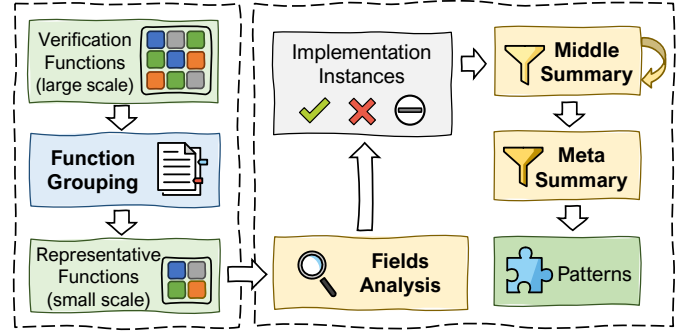 Verification
Functions
(large scale)
Function
Grouping
Representative
Functions
(small scale)
Implementation
Instances
Fields
Analysis
Middle
Summary
Meta
Summary
Patterns